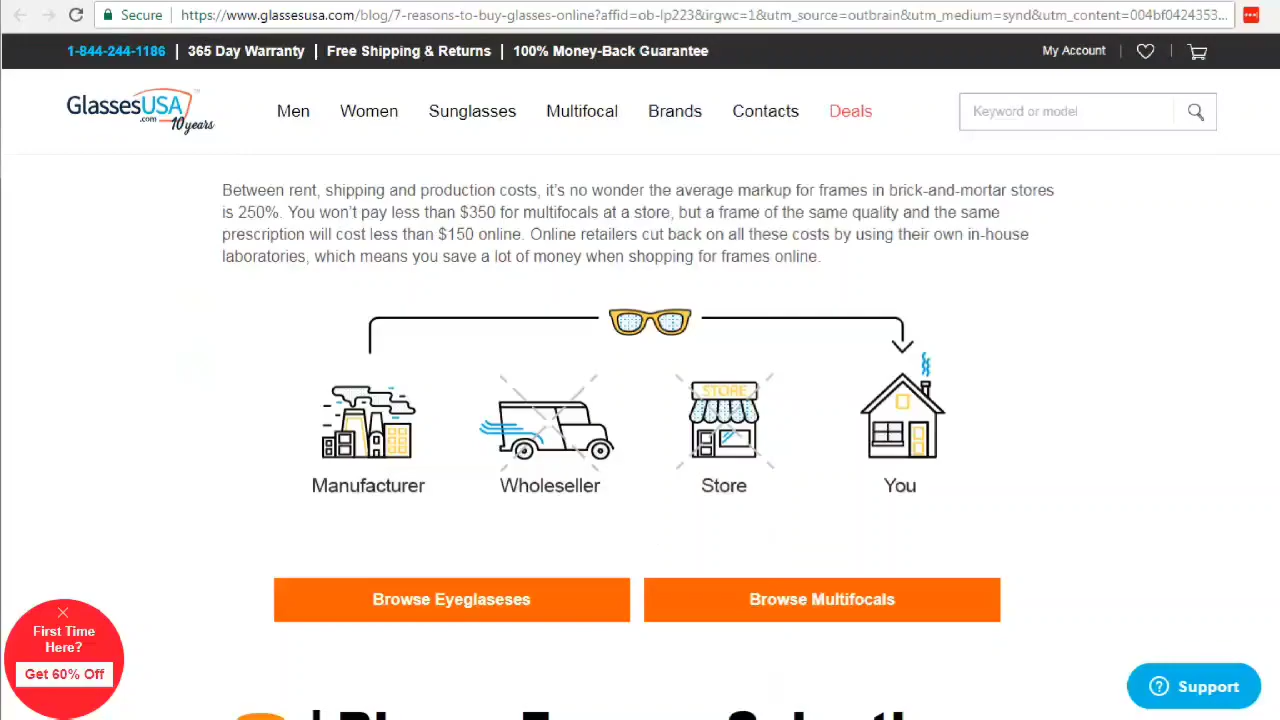 Secure https://www.glassesusa.com/blog/7-reasons-to-buy-glasses-online?affid=ob-lp223&irgwc=1&utm_source=outbrain&utm_medium=synd&utm_content=004bf0424353...
1-844-244-1186 | 365 Day Warranty | Free Shipping & Returns | 100% Money-Back Guarantee My Account
GlassesUSA
.com 10 years
Men Women Sunglasses Multifocal Brands Contacts Deals Keyword or model
Between rent, shipping and production costs, it's no wonder the average markup for frames in brick-and-mortar stores
is 250%. You won't pay less than $350 for multifocals at a store, but a frame of the same quality and the same
prescription will cost less than $150 online. Online retailers cut back on all these costs by using their own in-house
laboratories, which means you save a lot of money when shopping for frames online.
STORE
Manufacturer Wholeseller Store You
Browse Eyeglaseses Browse Multifocals
First Time
Here?
Get 60% Off
Support